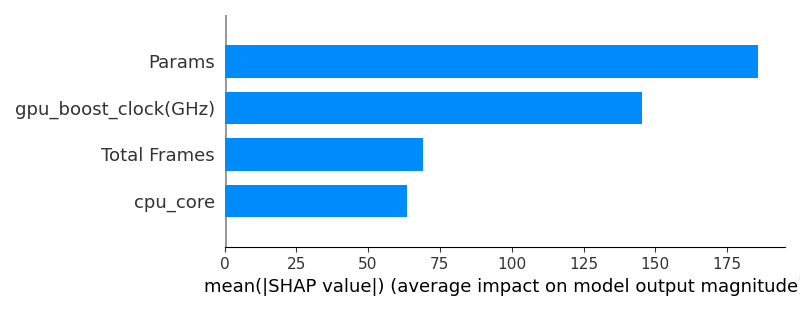 Params
gpu_boost_clock(GHz)
Total Frames
cpu_core
0 25 50 75 100 125 150 175
mean(|SHAP value|) (average impact on model output magnitude)